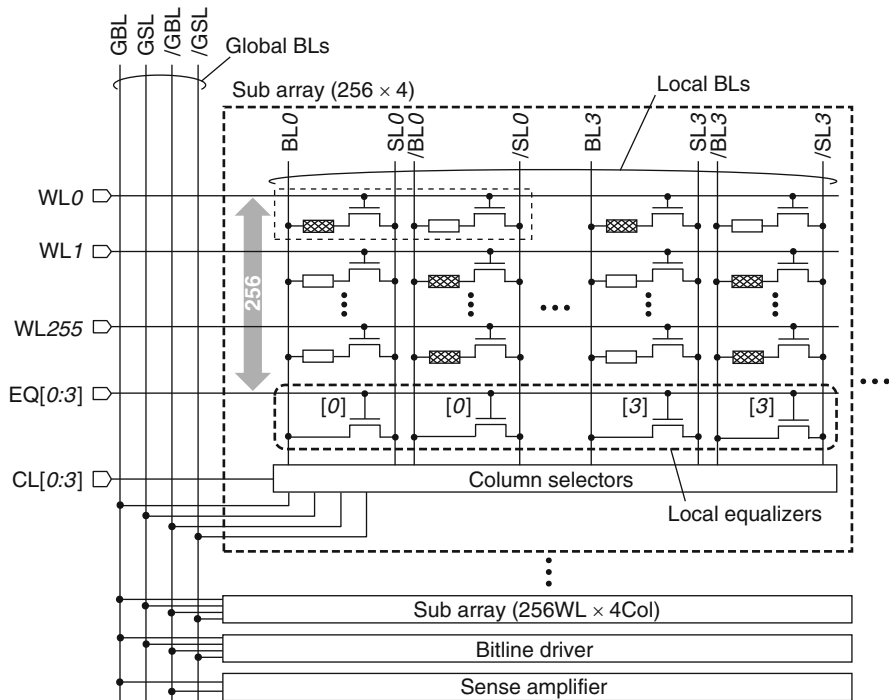 GBL
GSL
/GBL
/GSL
Global BLs
Sub array (256 × 4)
Local BLs
BL0
SL0
/BL0
/SL0
BL3
SL3
/BL3
/SL3
WL0
WL1
256
WL255
EQ[0:3]
[0]
[0]
[3]
[3]
CL[0:3]
Column selectors
Local equalizers
Sub array (256WL × 4Col)
Bitline driver
Sense amplifier